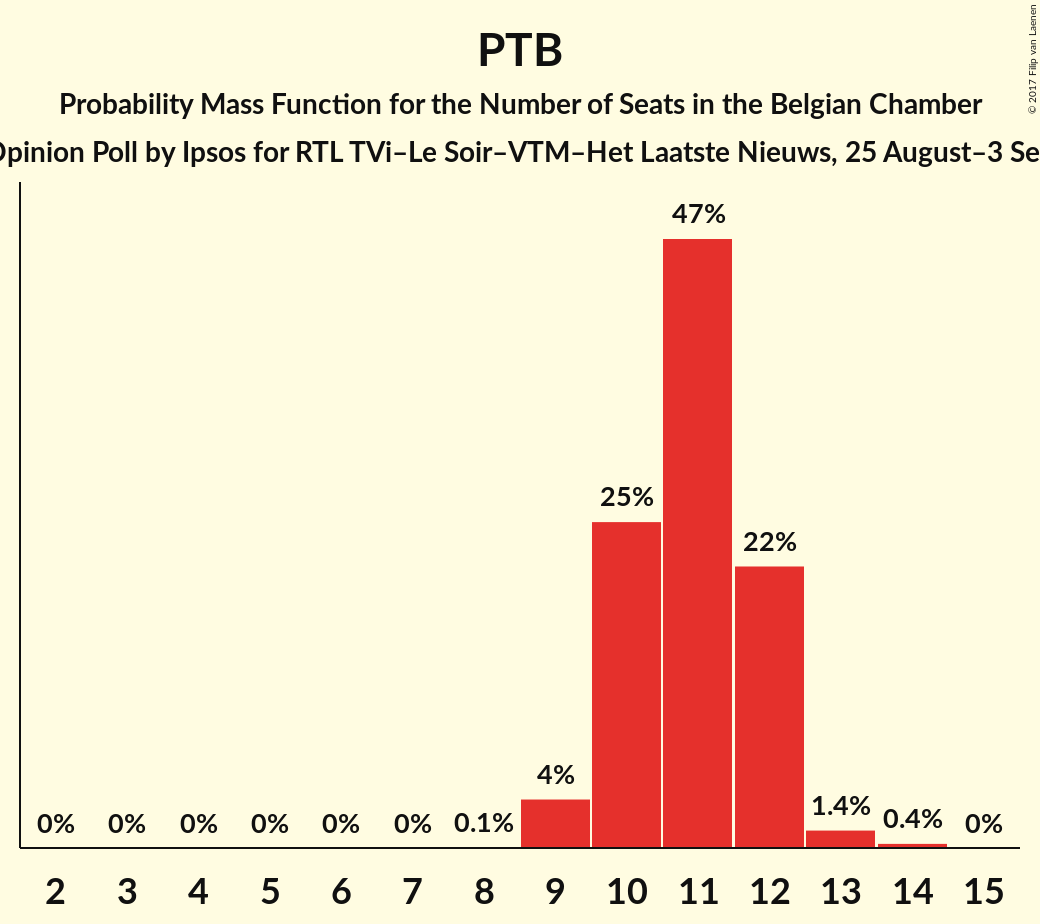 PTB
Probability Mass Function for the Number of Seats in the Belgian Chamber
Opinion Poll by Ipsos for RTL TVi–Le Soir–VTM–Het Laatste Nieuws, 25 August–3 Se
© 2017 Filip van Laenen
47%
25%
22%
4%
1.4%
0.4%
0% 0% 0% 0% 0% 0% 0.1% 0%
2 3 4 5 6 7 8 9 10 11 12 13 14 15